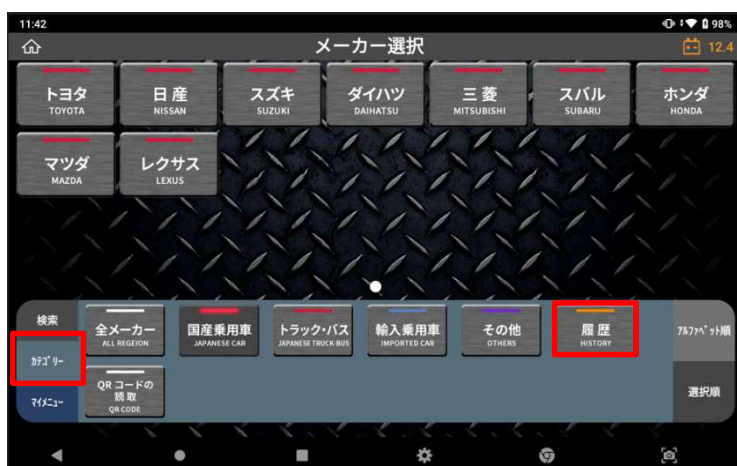 11:42
98%
メーカー選択
12.4
トヨタ
TOYOTA
日 産
NISSAN
スズキ
SUZUKI
ダイハツ
DAIHATSU
三 菱
MITSUBISHI
スバル
SUBARU
ホンダ
HONDA
マツダ
MAZDA
レクサス
LEXUS
検索
ｶﾃｺﾞﾘｰ
ﾏｲﾒﾆｭｰ
全メーカー
ALL REGEION
国産乗用車
JAPANESE CAR
トラック・バス
JAPANESE TRUCK·BUS
輸入乗用車
IMPORTED CAR
その他
OTHERS
履 歴
HISTORY
QR コードの
読 取
QR CODE
ｱﾙﾌｧﾍﾞｯﾄ順
選択順